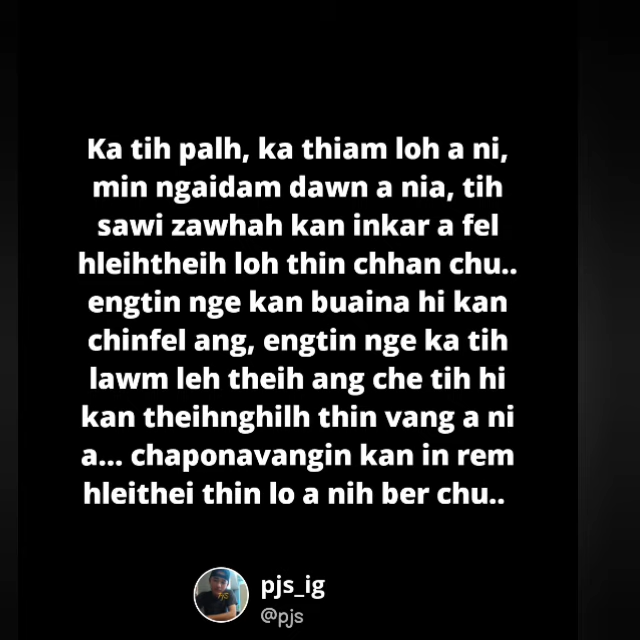 Ka tih palh, ka thiam loh a ni,
min ngaidam dawn a nia, tih
sawi zawhah kan inkar a fel
hleihtheih loh thin chhan chu..
engtin nge kan buaina hi kan
chinfel ang, engtin nge ka tih
lawm leh theih ang che tih hi
kan theihnghilh thin vang a ni
a... chaponavangin kan in rem
hleithei thin lo a nih ber chu..
pjs_ig
@pjs